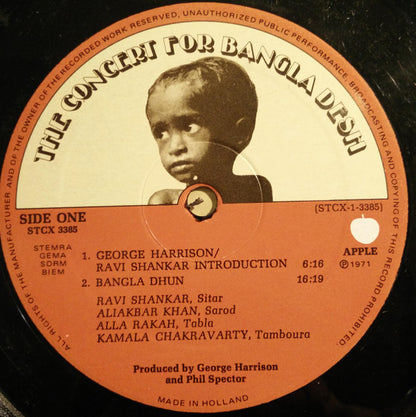 ALL RIGHTS OF THE MANUFACTURER AND OF THE OWNER OF THE RECORDED WORK RESERVED, UNAUTHORIZED PUBLIC PERFORMANCE, BROADCASTING AND COPYING OF THIS RECORD PROHIBITED.
THE CONCERT FOR BANGLA DESH
SIDE ONE
STCX 3385
(STCX-1-3385)
STEMRA
GEMA
SDRM
BIEM
APPLE
Ⓟ 1971
1. GEORGE HARRISON/
RAVI SHANKAR INTRODUCTION 6:16
2. BANGLA DHUN 16:19
RAVI SHANKAR, Sitar
ALIAKBAR KHAN, Sarod
ALLA RAKAH, Tabla
KAMALA CHAKRAVARTY, Tamboura
Produced by George Harrison
and Phil Spector
MADE IN HOLLAND